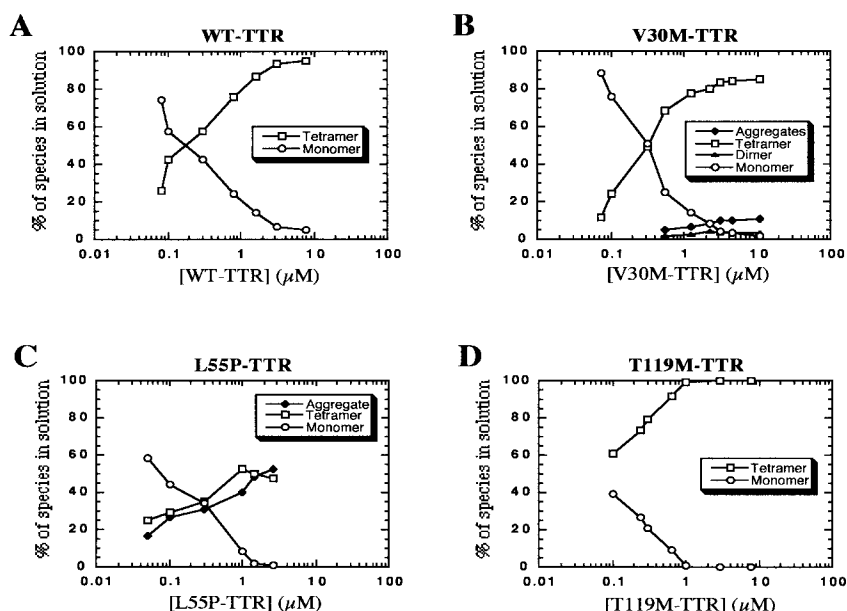 A
WT-TTR
% of species in solution
100
80
60
40
20
0
Tetramer
Monomer
0.01 0.1 1 10 100
[WT-TTR] (μM)
B
V30M-TTR
% of species in solution
100
80
60
40
20
0
Aggregates
Tetramer
Dimer
Monomer
0.01 0.1 1 10 100
[V30M-TTR] (μM)
C
L55P-TTR
% of species in solution
100
80
60
40
20
0
Aggregate
Tetramer
Monomer
0.01 0.1 1 10 100
[L55P-TTR] (μM)
D
T119M-TTR
% of species in solution
100
80
60
40
20
0
Tetramer
Monomer
0.01 0.1 1 10 100
[T119M-TTR] (μM)